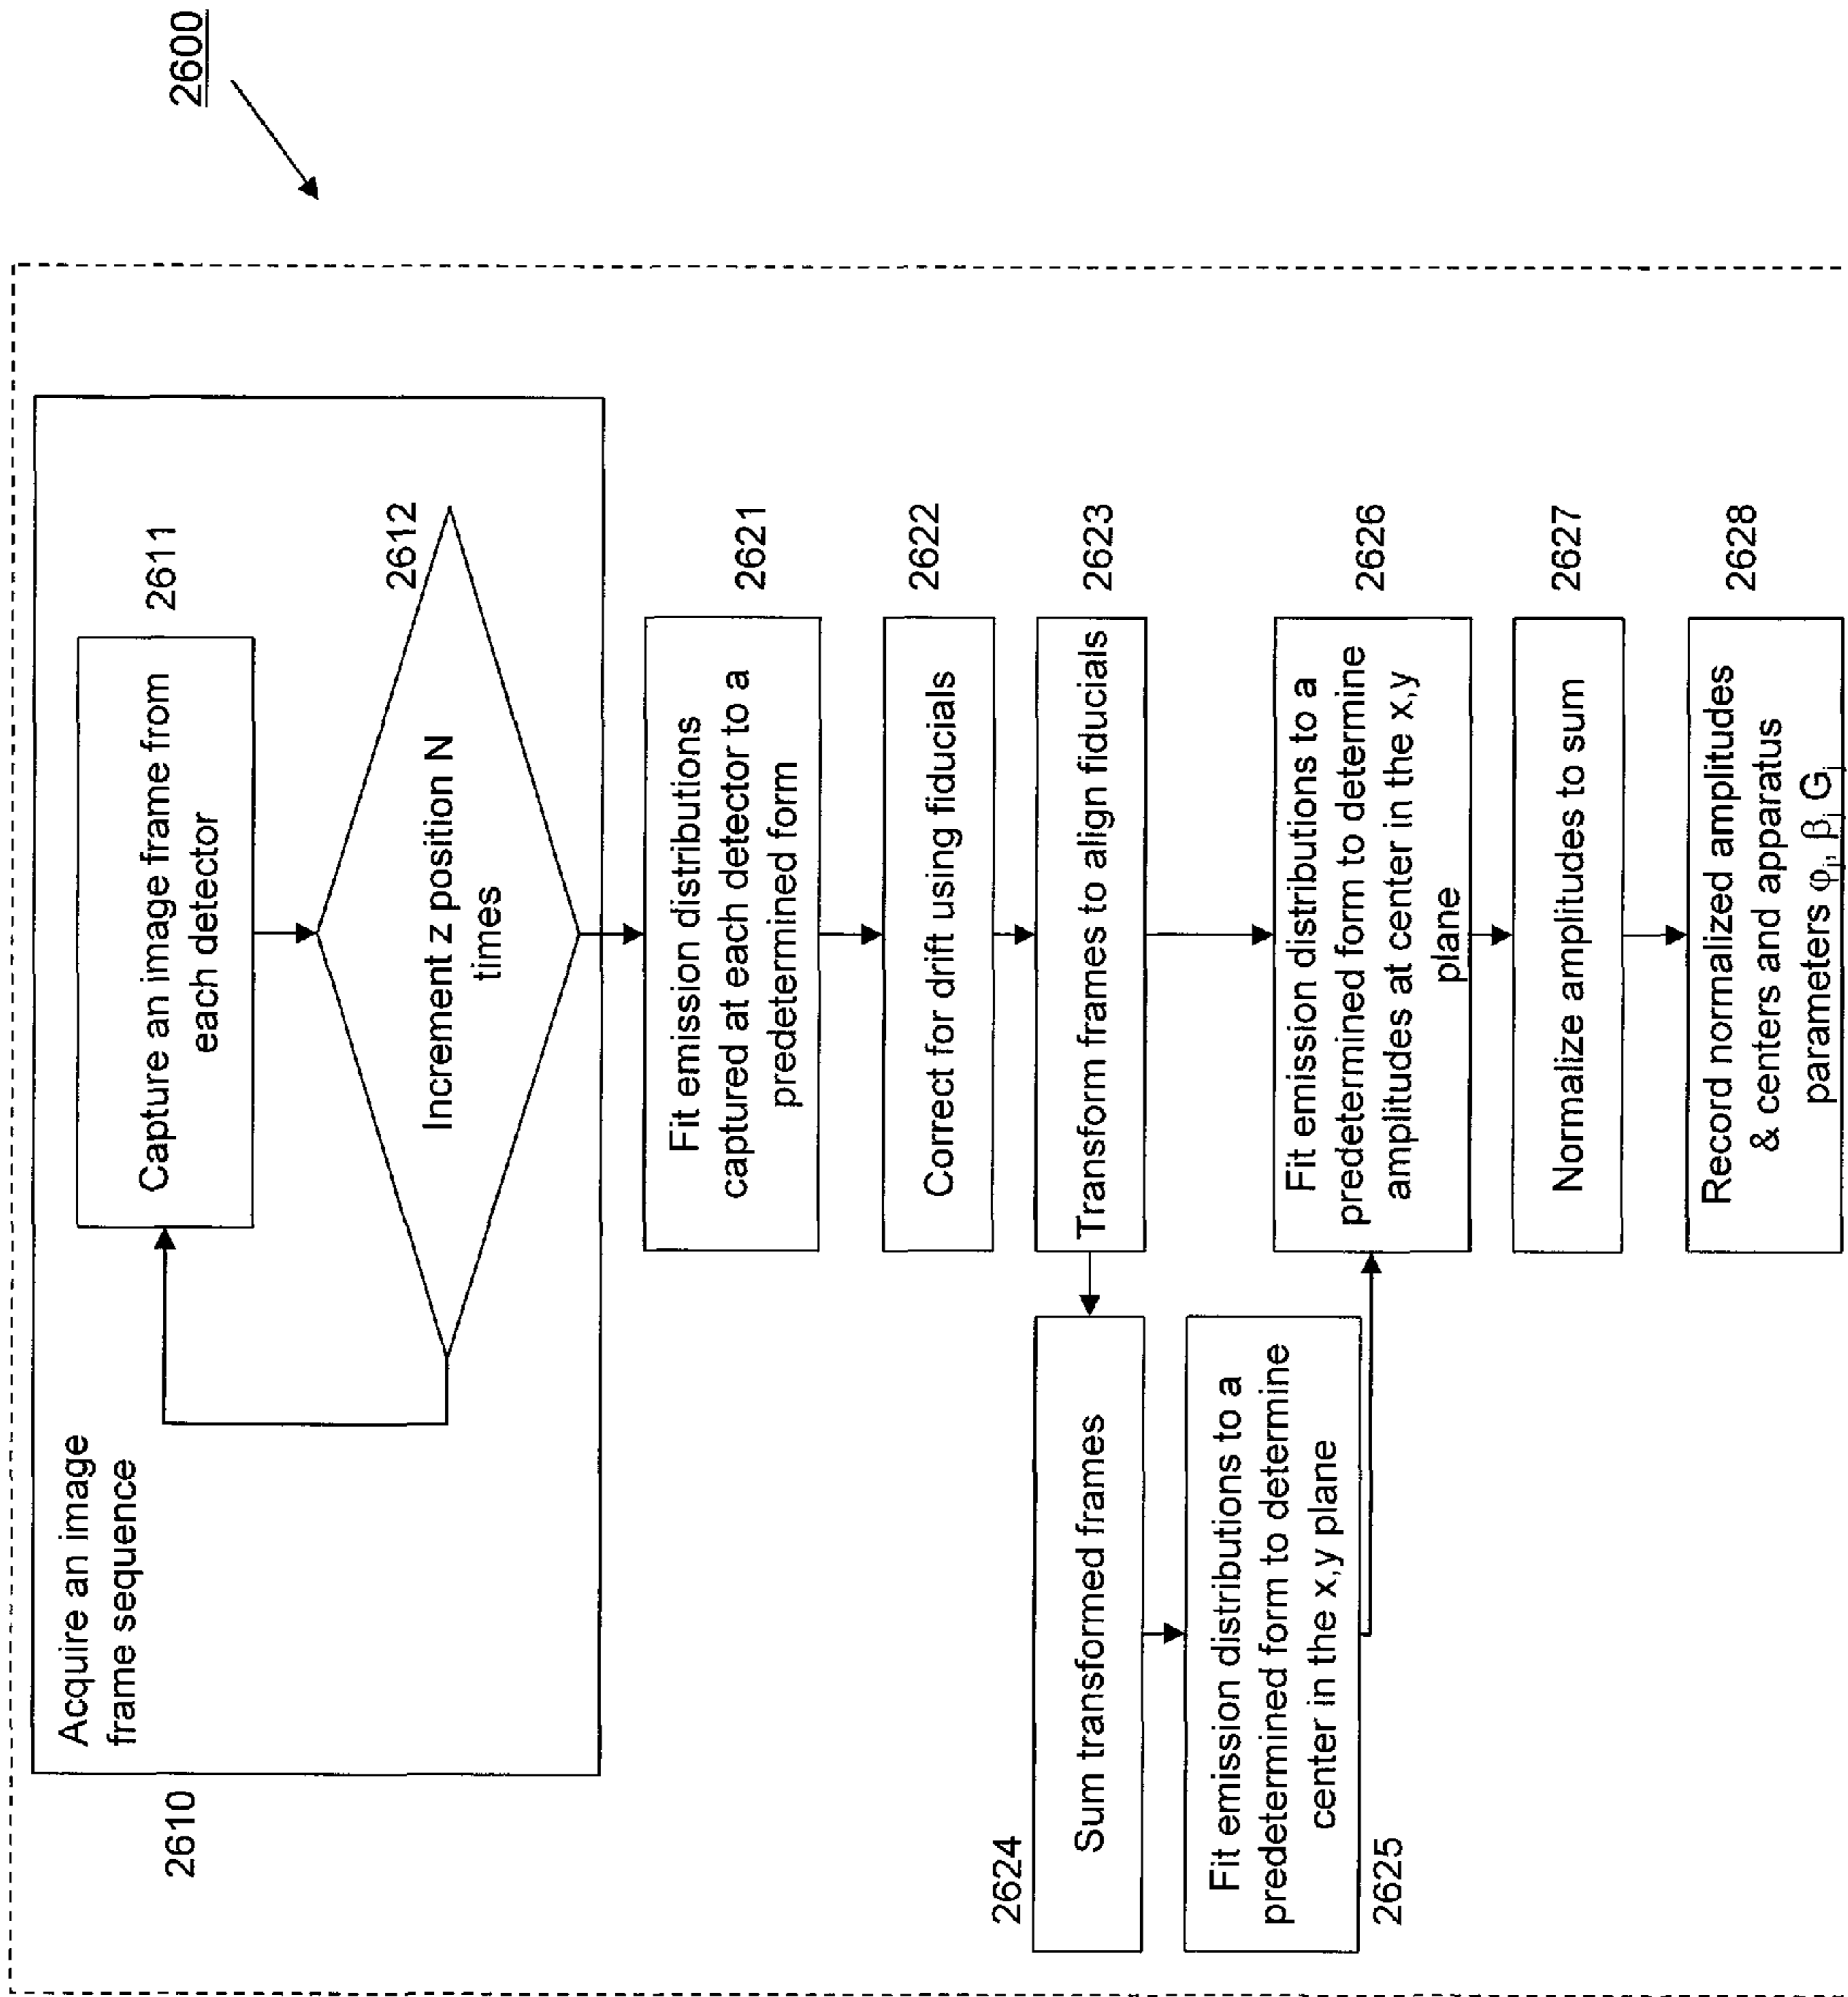 2600
Acquire an image
frame sequence
2610
Capture an image frame from
each detector
2611
Increment z position N
times
2612
Fit emission distributions
captured at each detector to a
predetermined form
2621
Correct for drift using fiducials
2622
Transform frames to align fiducials
2623
2624
Sum transformed frames
Fit emission distributions to a
predetermined form to determine
center in the x,y plane
2625
Fit emission distributions to a
predetermined form to determine
amplitudes at center in the x,y
plane
2626
Normalize amplitudes to sum
2627
Record normalized amplitudes
& centers and apparatus
parameters φi, βi Gi
2628